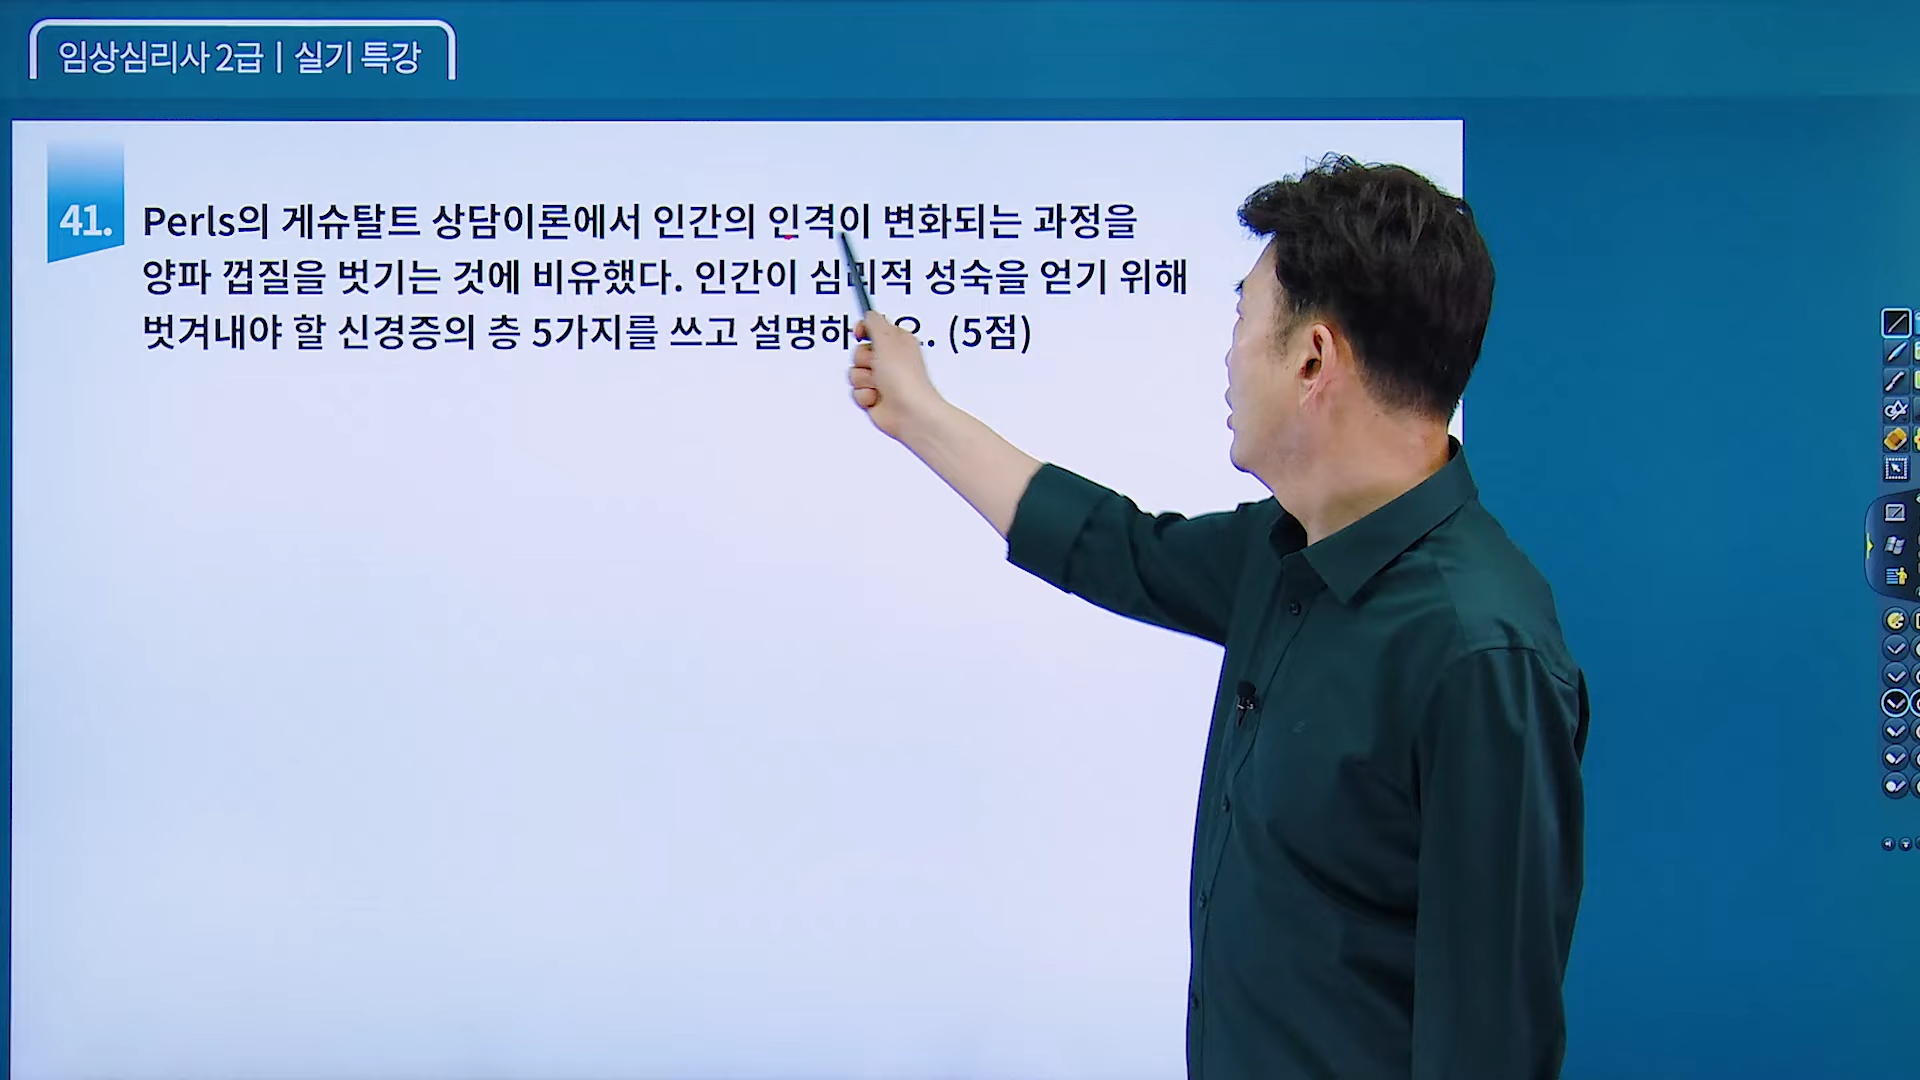 임상심리사 2급 | 실기 특강
41. Perls의 게슈탈트 상담이론에서 인간의 인격이 변화되는 과정을
양파 껍질을 벗기는 것에 비유했다. 인간이 심리적 성숙을 얻기 위해
벗겨내야 할 신경증의 층 5가지를 쓰고 (5점)